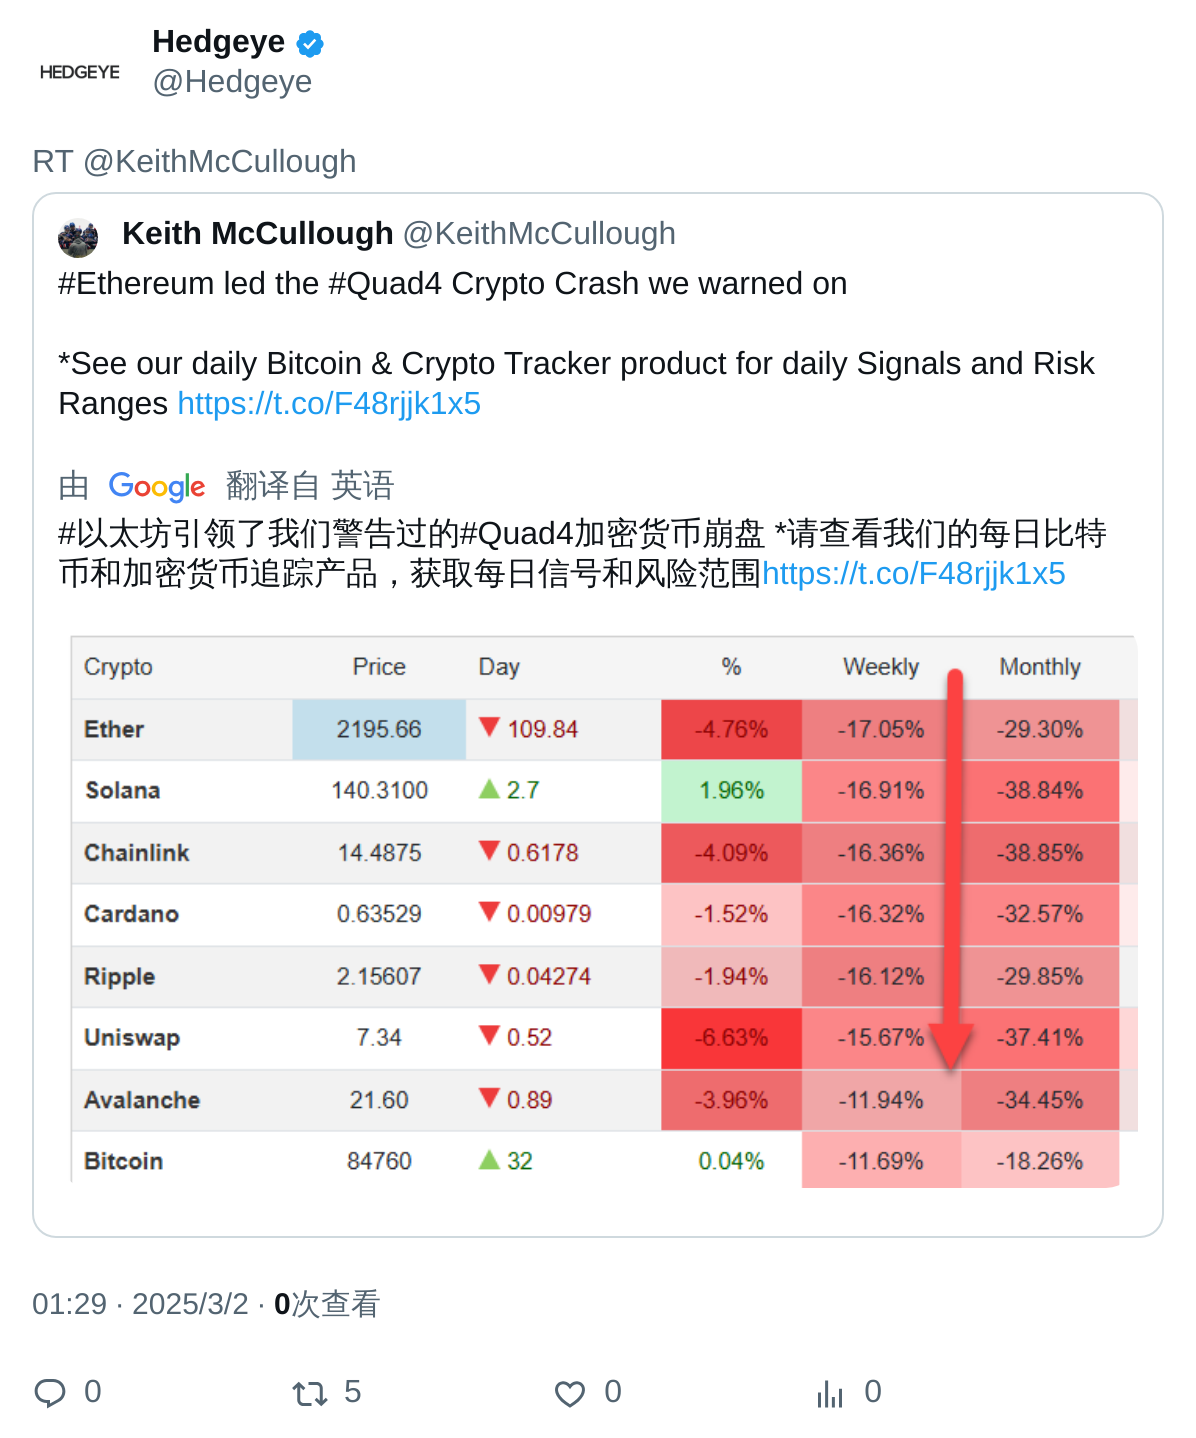 Hedgeye
HEDGEYE
@Hedgeye
RT @KeithMcCullough
Keith McCullough @KeithMcCullough
#Ethereum led the #Quad4 Crypto Crash we warned on
*See our daily Bitcoin & Crypto Tracker product for daily Signals and Risk
Ranges https://t.co/F48rjjk1x5
由 Google 翻译自 英语
#以太坊引领了我们警告过的#Quad4加密货币崩盘 *请查看我们的每日比特
币和加密货币追踪产品，获取每日信号和风险范围https://t.co/F48rjjk1x5
Crypto Price Day % Weekly Monthly
Ether 2195.66 109.84 -4.76% -17.05% -29.30%
Solana 140.3100 2.7 1.96% -16.91% -38.84%
Chainlink 14.4875 0.6178 -4.09% -16.36% -38.85%
Cardano 0.63529 0.00979 -1.52% -16.32% -32.57%
Ripple 2.15607 0.04274 -1.94% -16.12% -29.85%
Uniswap 7.34 0.52 -6.63% -15.67% -37.41%
Avalanche 21.60 0.89 -3.96% -11.94% -34.45%
Bitcoin 84760 32 0.04% -11.69% -18.26%
01:29 · 2025/3/2 · 0次查看
0 5 0 0